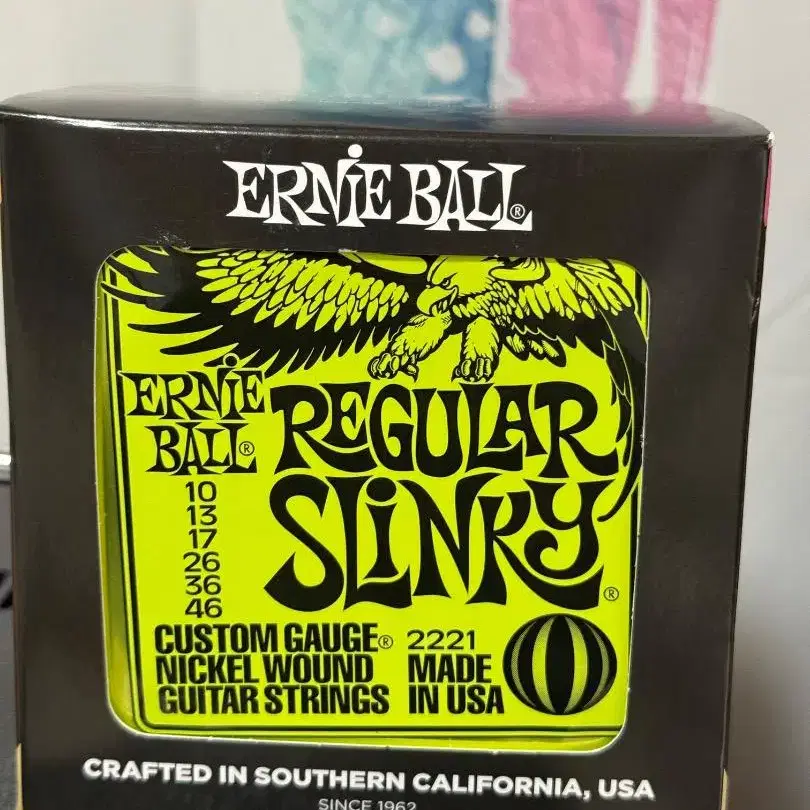 ERNIE BALL®
ERNIE
BALL®
REGULAR
SLINKY®
10
13
17
26
36
46
CUSTOM GAUGE®
NICKEL WOUND
GUITAR STRINGS
2221
MADE
IN USA
CRAFTED IN SOUTHERN CALIFORNIA, USA
SINCE 1962